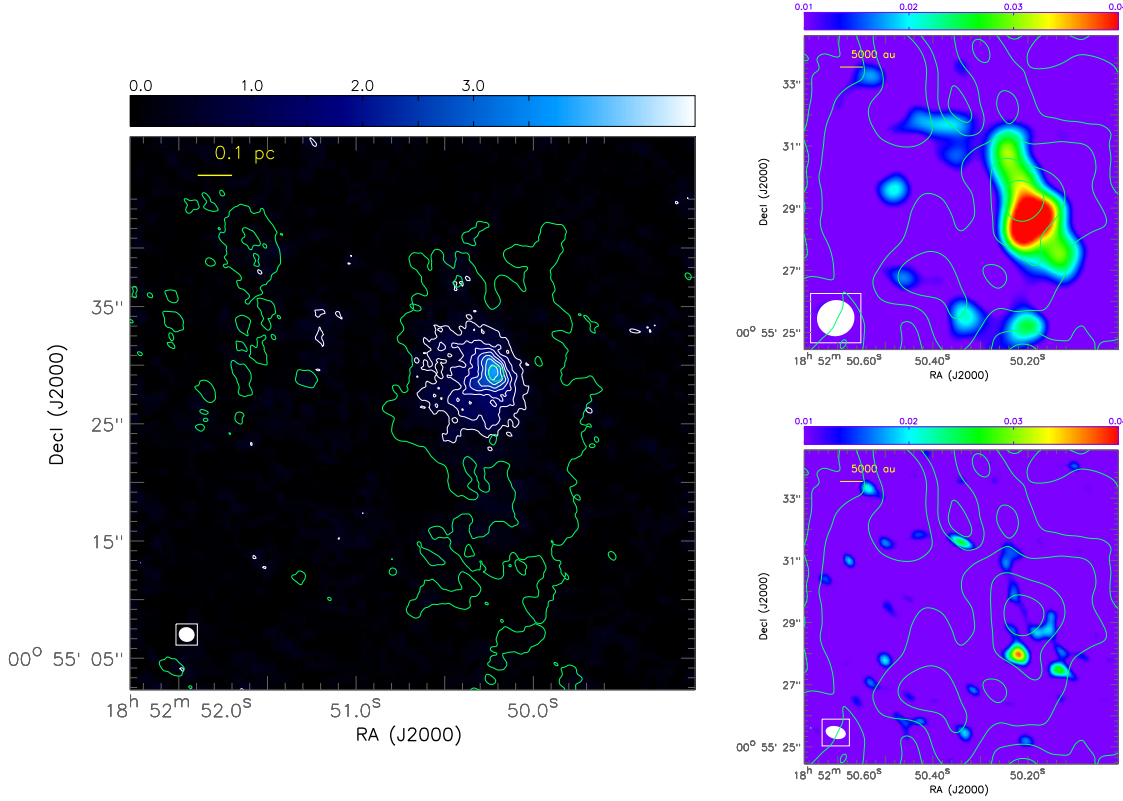 0.0 1.0 2.0 3.0
0.1 pc
35''
25''
15''
00° 55' 05''
18h 52m 52.0s 51.0s 50.0s
Decl (J2000)
RA (J2000)
0.01 0.02 0.03 0.0
5000 au
33''
31''
29''
27''
00° 55' 25''
18h 52m 50.60s 50.40s 50.20s
Decl (J2000)
RA (J2000)
0.01 0.02 0.03 0.0
5000 au
33''
31''
29''
27''
00° 55' 25''
18h 52m 50.60s 50.40s 50.20s
Decl (J2000)
RA (J2000)